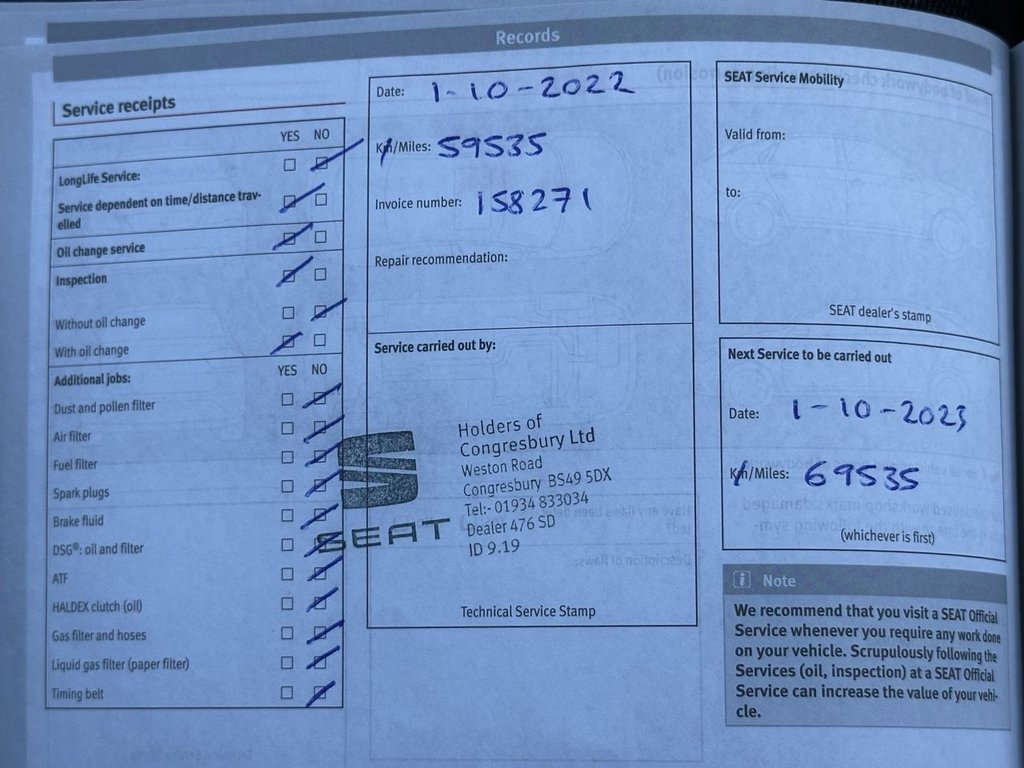 Records
Service receipts
YES NO
LongLife Service:
Service dependent on time/distance trav-
elled
Oil change service
Inspection
Without oil change
With oil change
Additional jobs: YES NO
Dust and pollen filter
Air filter
Fuel filter
Spark plugs
Brake fluid
DSG®: oil and filter
ATF
HALDEX clutch (oil)
Gas filter and hoses
Liquid gas filter (paper filter)
Timing belt
Date: 1-10-2022
Km/Miles: 59535
Invoice number: 158271
Repair recommendation:
Service carried out by:
SEAT
Holders of
Congresbury Ltd
Weston Road
Congresbury BS49 5DX
Tel:- 01934 833034
Dealer 476 SD
ID 9.19
Technical Service Stamp
SEAT Service Mobility
Valid from:
to:
SEAT dealer's stamp
Next Service to be carried out
Date: 1-10-2023
Km/Miles: 69535
(whichever is first)
i Note
We recommend that you visit a SEAT Official
Service whenever you require any work done
on your vehicle. Scrupulously following the
Services (oil, inspection) at a SEAT Official
Service can increase the value of your vehi-
cle.